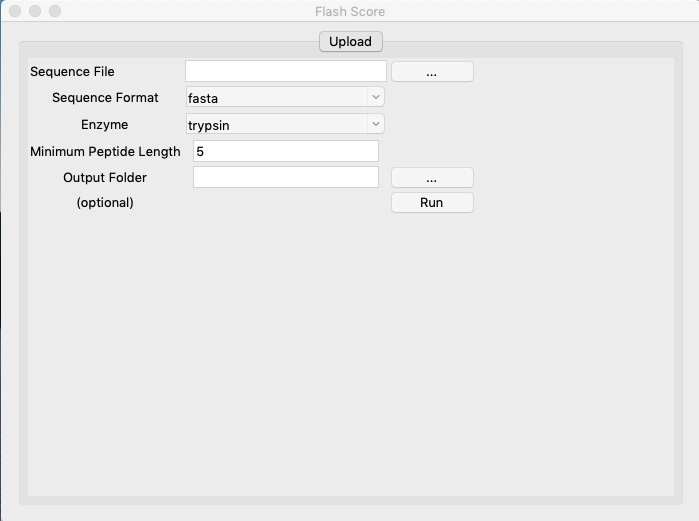 Flash Score
Upload
Sequence File ...
Sequence Format fasta
Enzyme trypsin
Minimum Peptide Length 5
Output Folder ...
(optional) Run